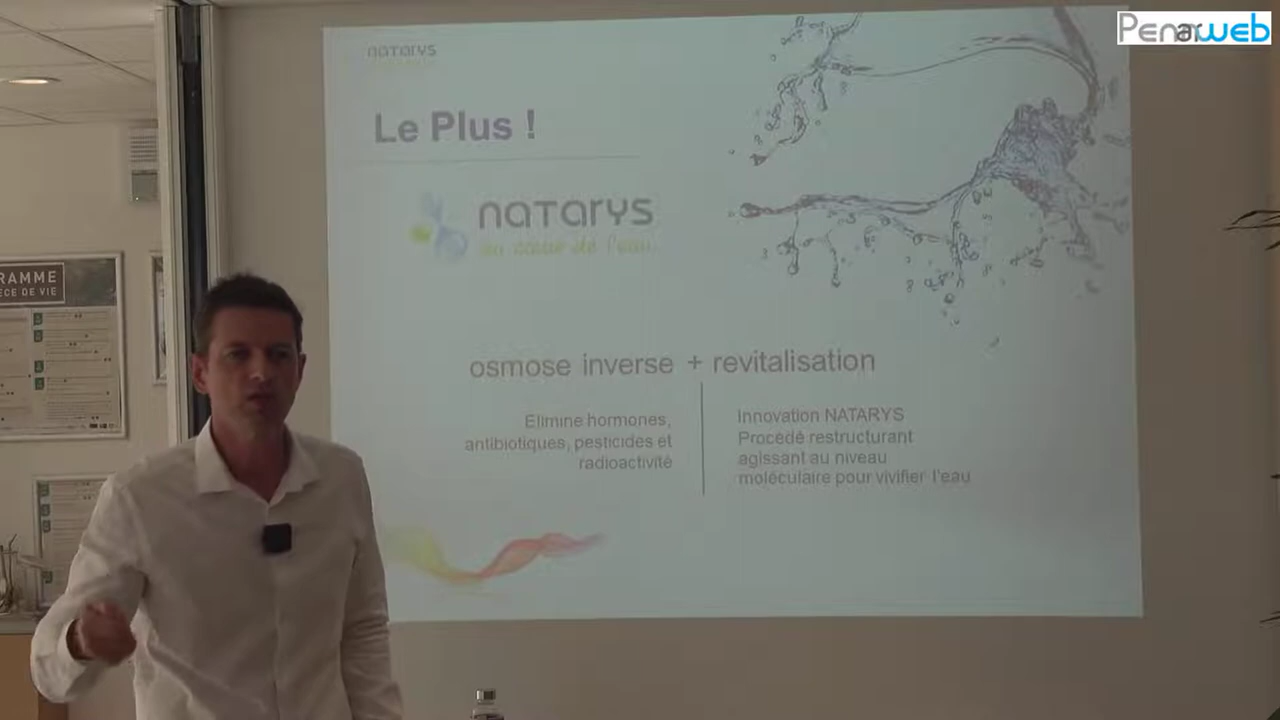 Penarweb
natarys
Le Plus !
natarys
au cœur de l'eau.
osmose inverse + revitalisation
Elimine hormones,
antibiotiques, pesticides et
radioactivité
Innovation NATARYS
Procédé restructurant
agissant au niveau
moléculaire pour vivifier l'eau
RAMME
ÈCE DE VIE